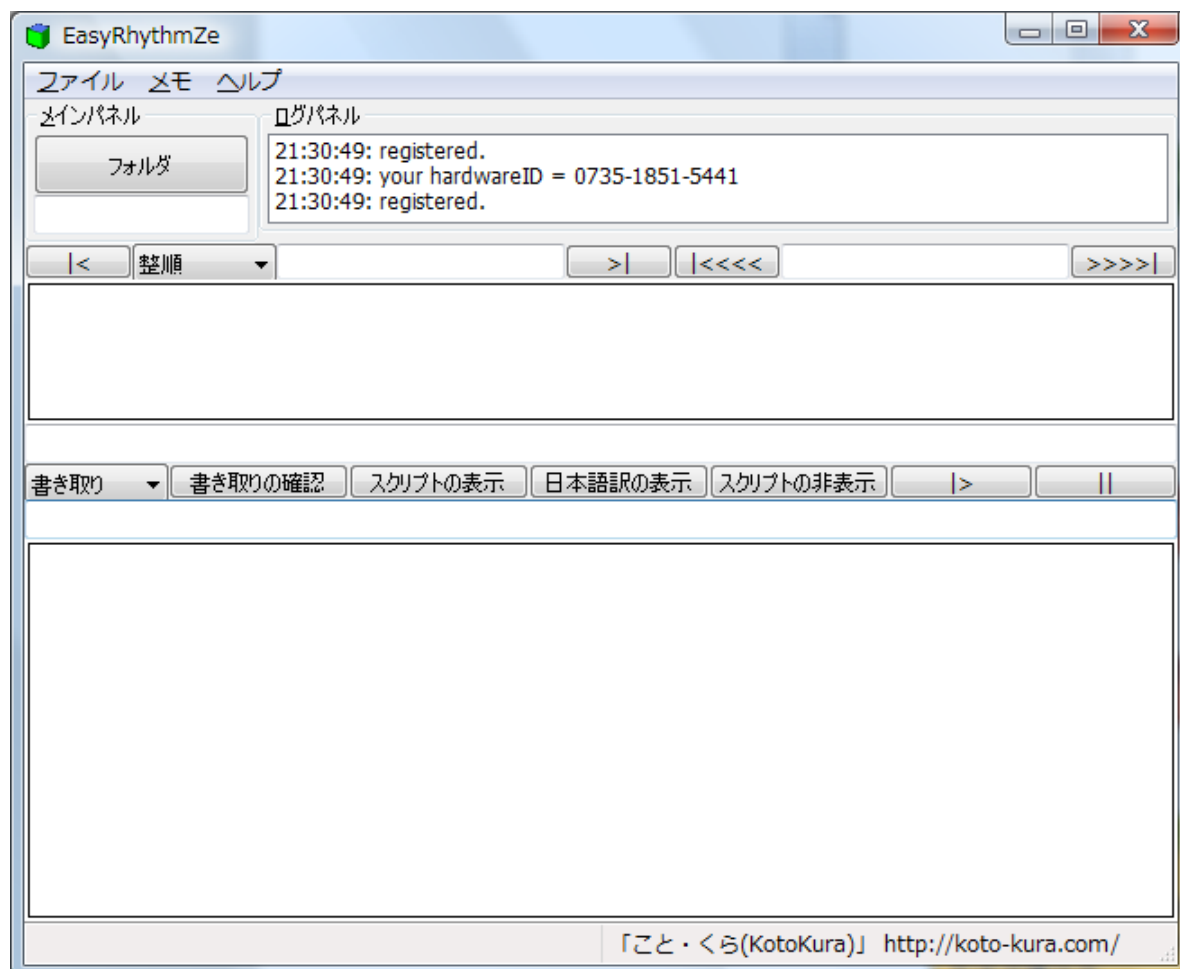 EasyRhythmZe
ファイル メモ ヘルプ
メインパネル ログパネル
フォルダ
21:30:49: registered.
21:30:49: your hardwareID = 0735-1851-5441
21:30:49: registered.
|< 整順 >| |<<<< >>>>|
書き取り 書き取りの確認 スクリプトの表示 日本語訳の表示 スクリプトの非表示 |> ||
「こと・くら(KotoKura)」 http://koto-kura.com/